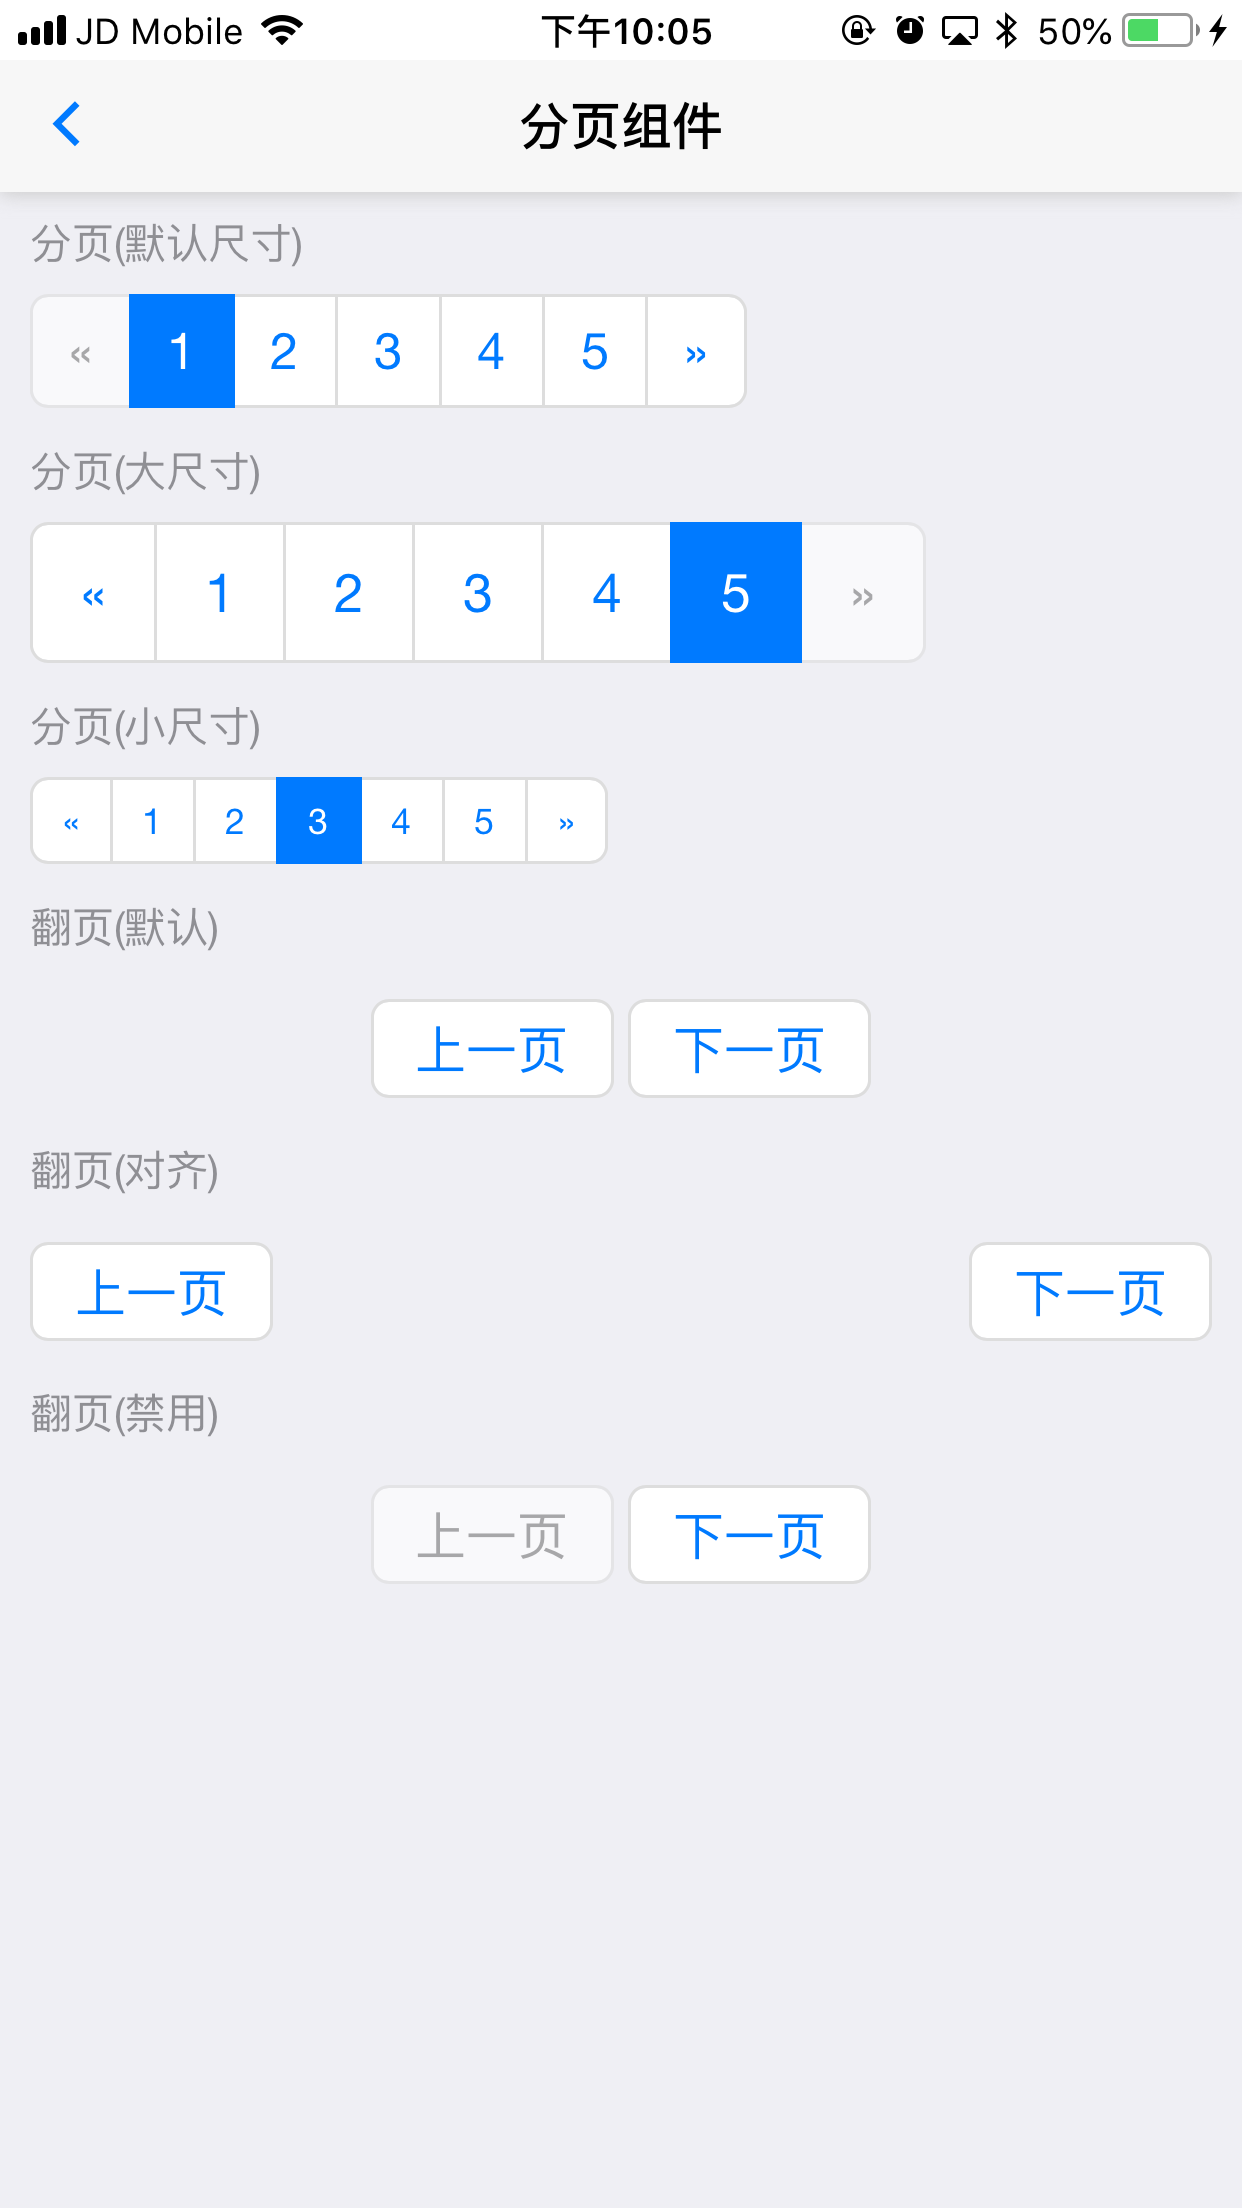 JD Mobile 下午10:05 50%
分页组件
分页(默认尺寸)
« 1 2 3 4 5 »
分页(大尺寸)
« 1 2 3 4 5 »
分页(小尺寸)
« 1 2 3 4 5 »
翻页(默认)
上一页 下一页
翻页(对齐)
上一页 下一页
翻页(禁用)
上一页 下一页